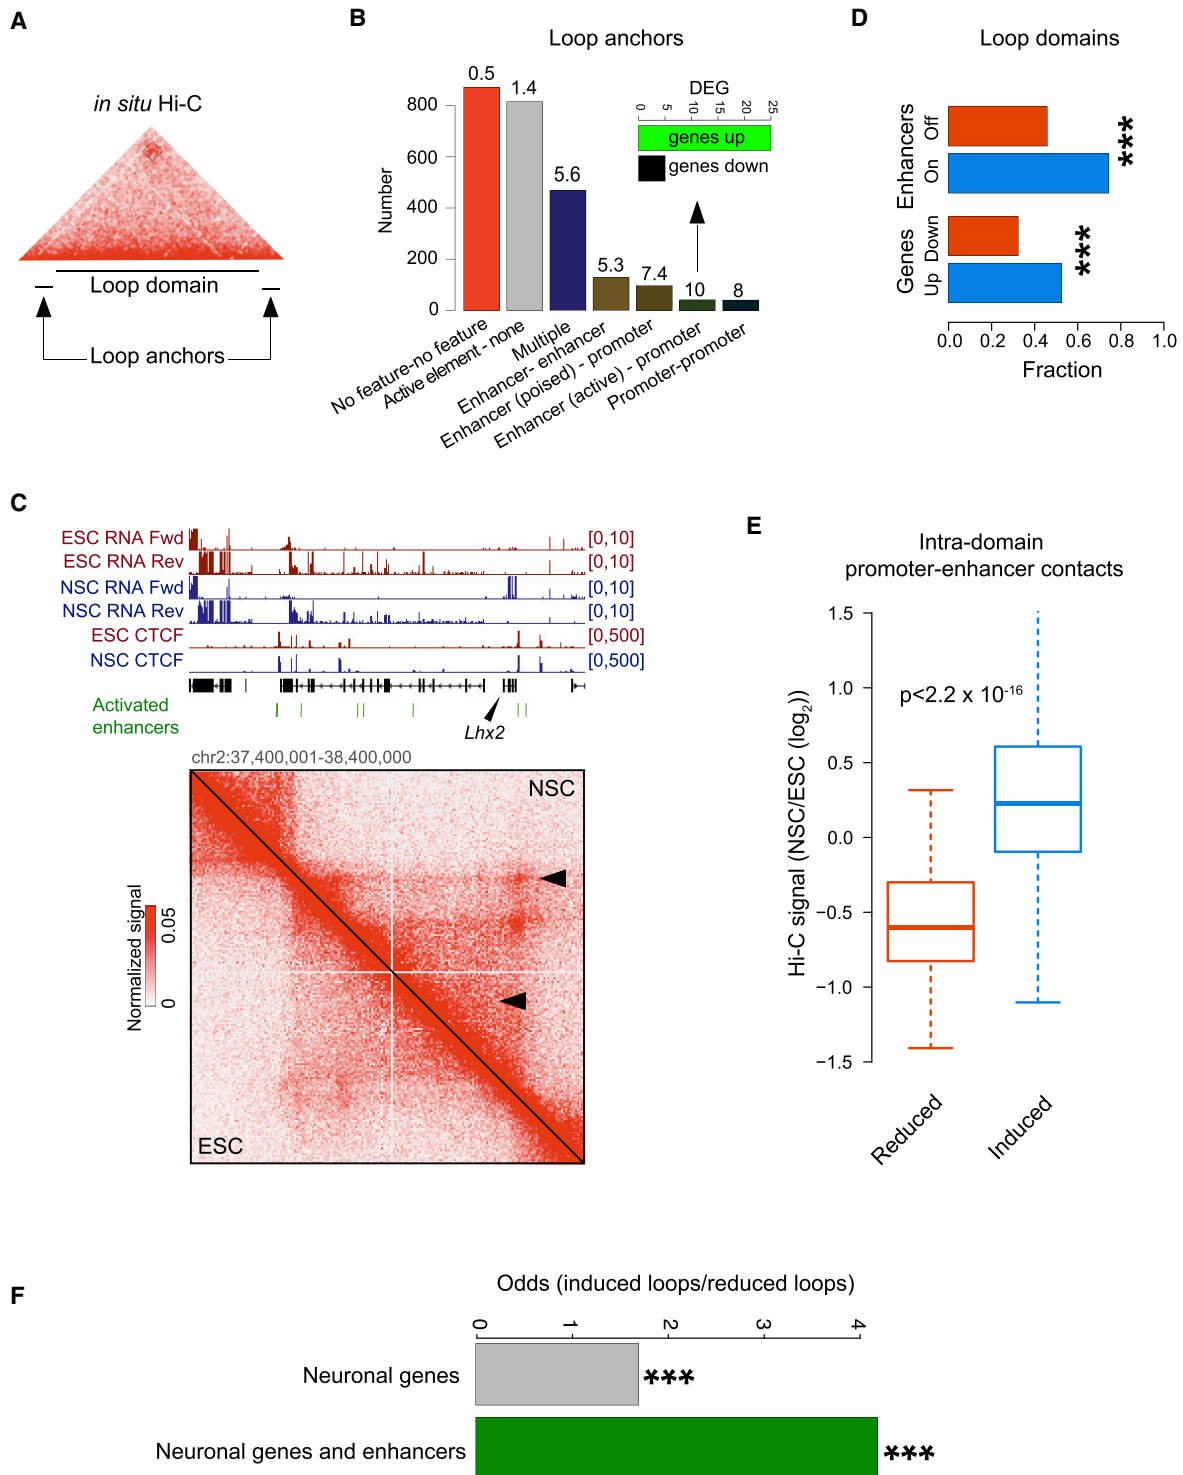 A
in situ Hi-C
Loop domain
Loop anchors
B
Loop anchors
Number
800
600
400
200
0
0.5
1.4
5.6
5.3
7.4
10
8
No feature-no feature
Active element - none
Multiple
Enhancer- enhancer
Enhancer (poised) - promoter
Enhancer (active) - promoter
Promoter-promoter
DEG
0 5 10 15 20 25
genes up
genes down
D
Loop domains
Enhancers
Off
On
Genes
Down
Up
***
***
0.0 0.2 0.4 0.6 0.8 1.0
Fraction
C
ESC RNA Fwd [0,10]
ESC RNA Rev [0,10]
NSC RNA Fwd [0,10]
NSC RNA Rev [0,10]
ESC CTCF [0,500]
NSC CTCF [0,500]
Activated
enhancers
Lhx2
chr2:37,400,001-38,400,000
NSC
ESC
Normalized signal
0.05
0
E
Intra-domain
promoter-enhancer contacts
Hi-C signal (NSC/ESC (log2))
1.5
1.0
0.5
0.0
−0.5
−1.0
−1.5
p<2.2 x 10-16
Reduced
Induced
F
Odds (induced loops/reduced loops)
0 1 2 3 4
Neuronal genes ***
Neuronal genes and enhancers ***